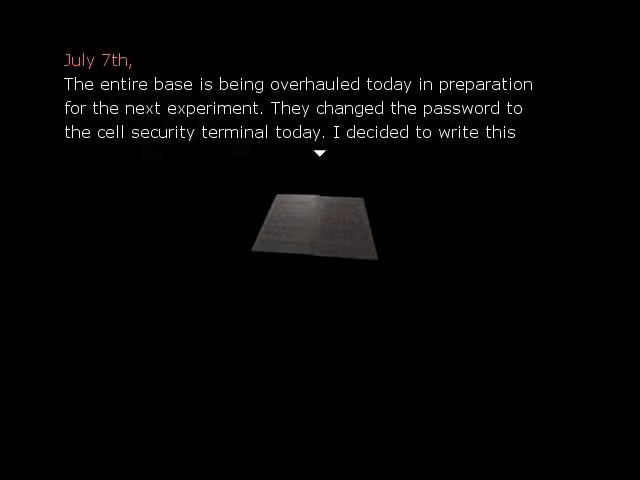 July 7th,
The entire base is being overhauled today in preparation
for the next experiment. They changed the password to
the cell security terminal today. I decided to write this